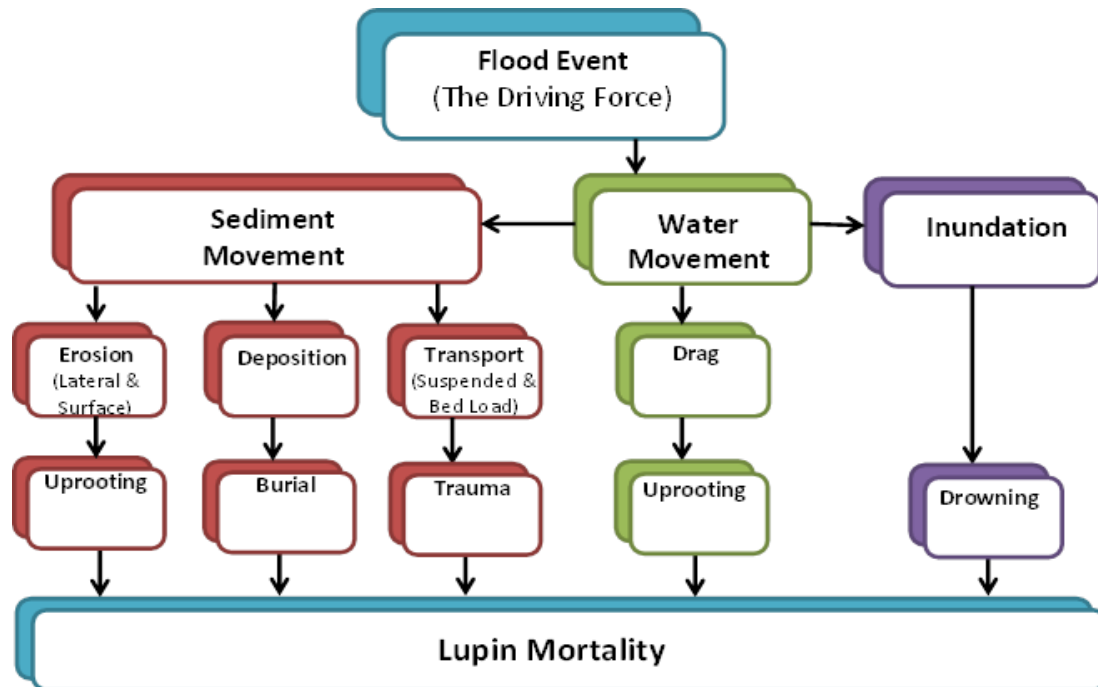 Flood Event
(The Driving Force)
Sediment
Movement
Water
Movement
Inundation
Erosion
(Lateral &
Surface)
Deposition
Transport
(Suspended &
Bed Load)
Drag
Uprooting
Burial
Trauma
Uprooting
Drowning
Lupin Mortality